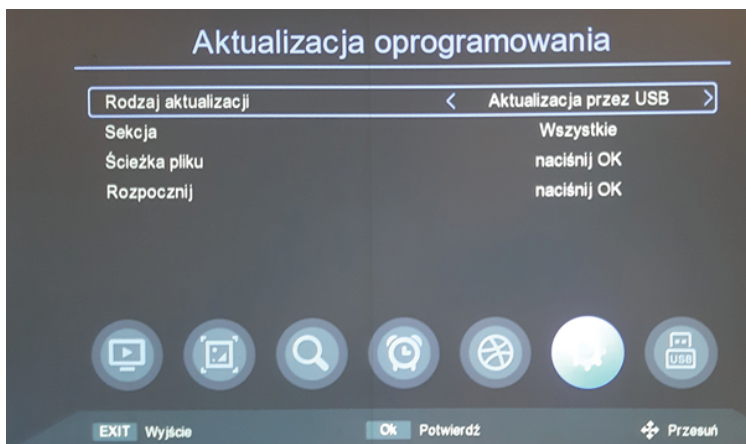 Aktualizacja oprogramowania
Rodzaj aktualizacji < Aktualizacja przez USB >
Sekcja Wszystkie
Ścieżka pliku naciśnij OK
Rozpocznij naciśnij OK
USB
EXIT Wyjście Ok Potwierdź Przesuń